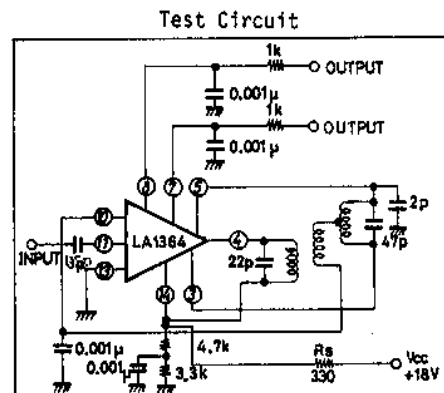 Test Circuit
1k
OUTPUT
0.001μ
1k
OUTPUT
0.001μ
8 7 5
10
LA1364
4
2p
INPUT
11
22p
47p
13
14 3
0.001μ
4.7k
0.001μ
3.3k
Rs
330
Vcc
+18V